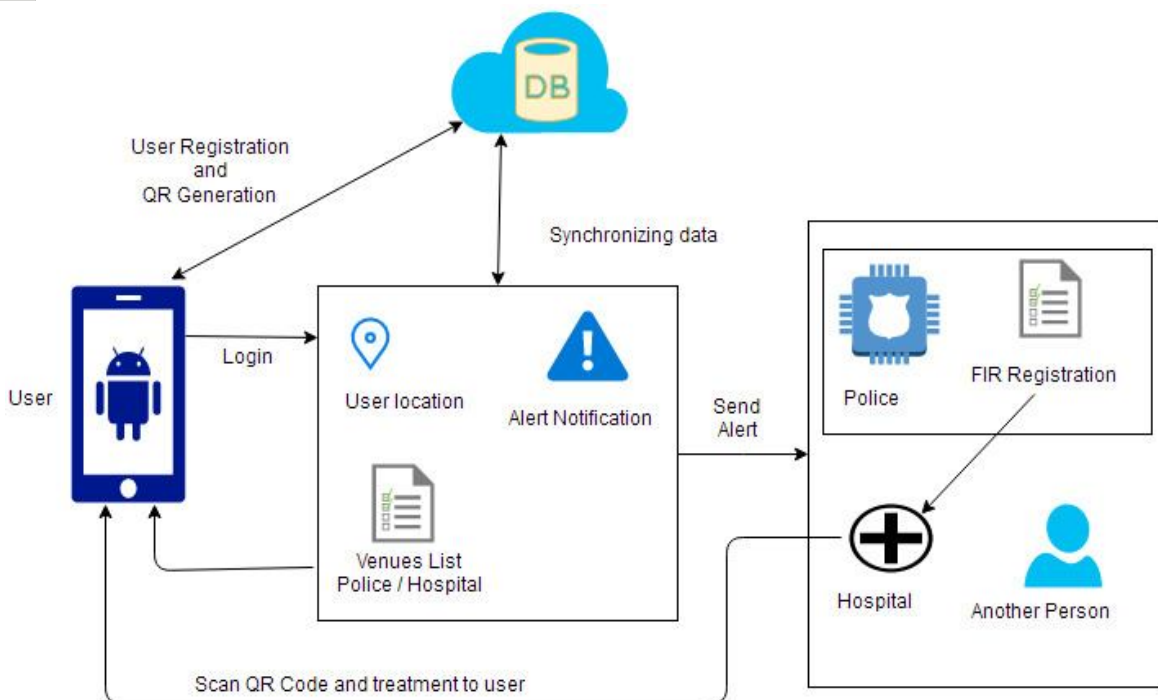 DB
User Registration
and
QR Generation
Synchronizing data
User
Login
User location
Alert Notification
Venues List
Police / Hospital
Send
Alert
Police
FIR Registration
Hospital
Another Person
Scan QR Code and treatment to user